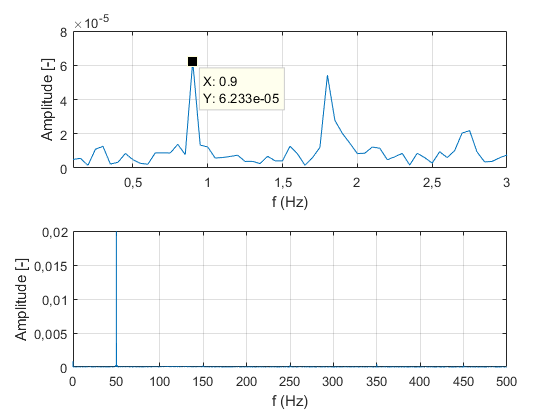 ×10^-5
8
6
4
2
0
Amplitude [-]
X: 0.9
Y: 6.233e-05
0,5 1 1,5 2 2,5 3
f (Hz)
0,02
0,015
0,01
0,005
0
Amplitude [-]
0 50 100 150 200 250 300 350 400 450 500
f (Hz)